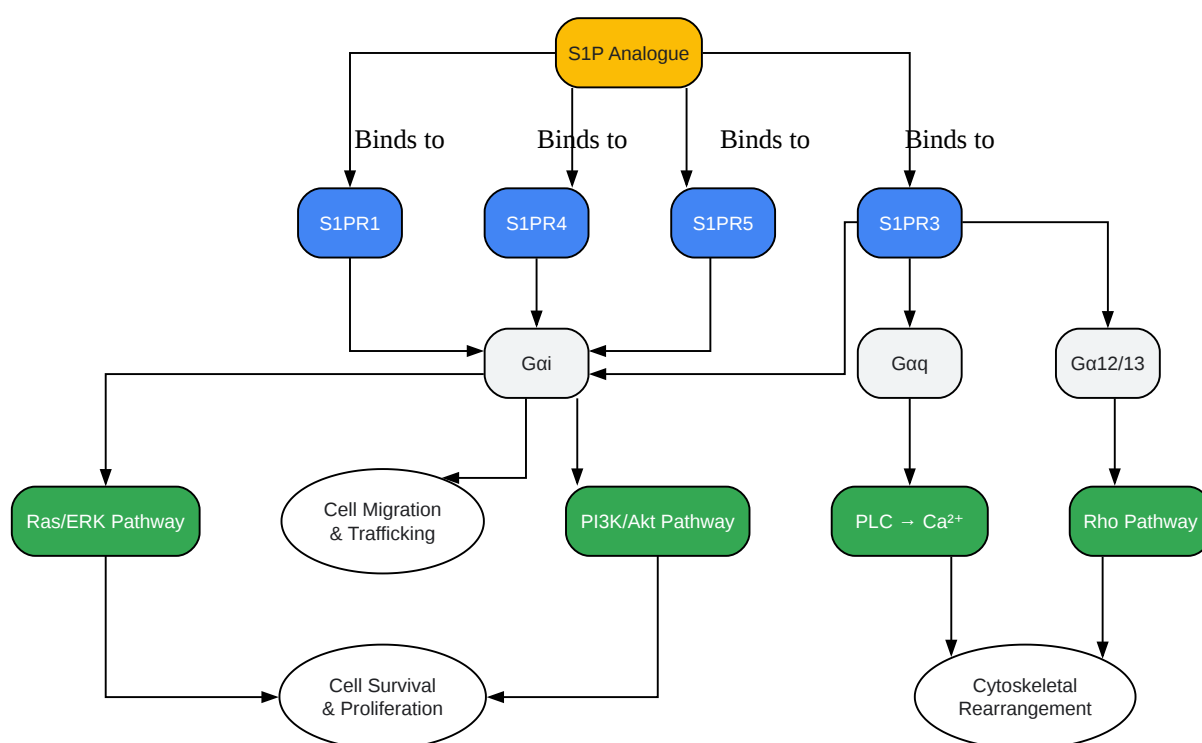 S1P Analogue
Binds to
Binds to
Binds to
Binds to
S1PR1
S1PR4
S1PR5
S1PR3
Gαi
Gαq
Gα12/13
Ras/ERK Pathway
Cell Migration
& Trafficking
PI3K/Akt Pathway
PLC → Ca²⁺
Rho Pathway
Cell Survival
& Proliferation
Cytoskeletal
Rearrangement